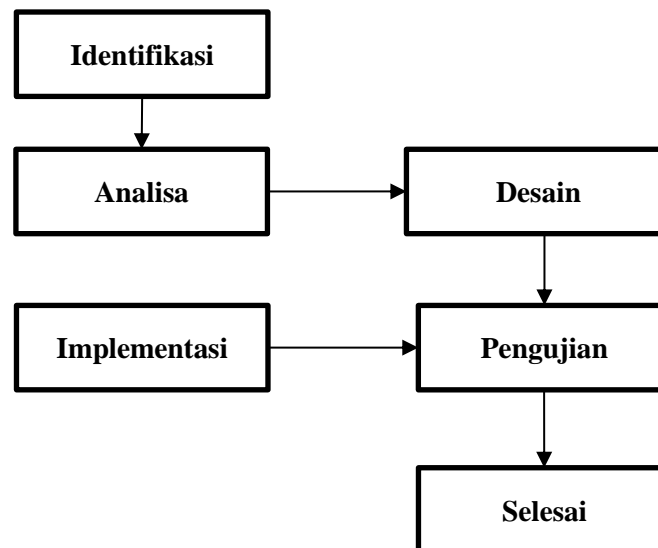 Identifikasi
Analisa
Desain
Implementasi
Pengujian
Selesai